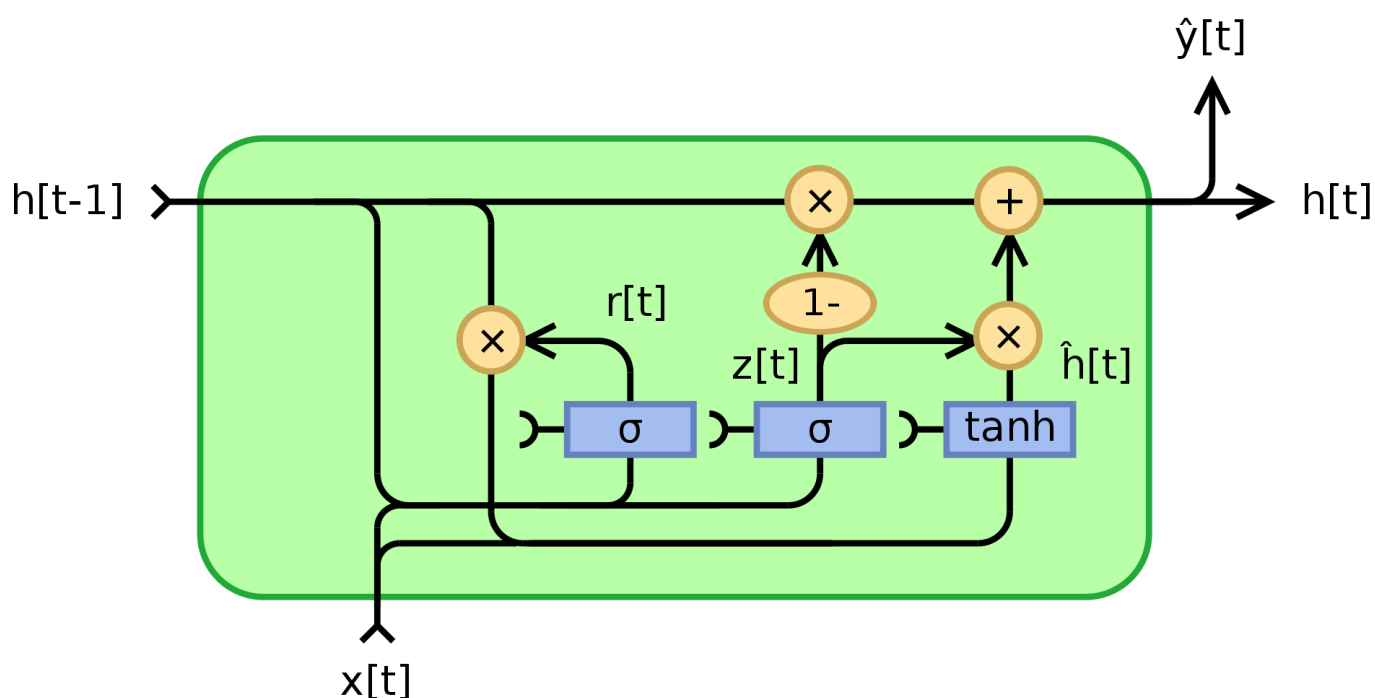 ŷ[t]
h[t-1]
×
+
h[t]
r[t]
1-
×
z[t]
×
ĥ[t]
σ
σ
tanh
x[t]